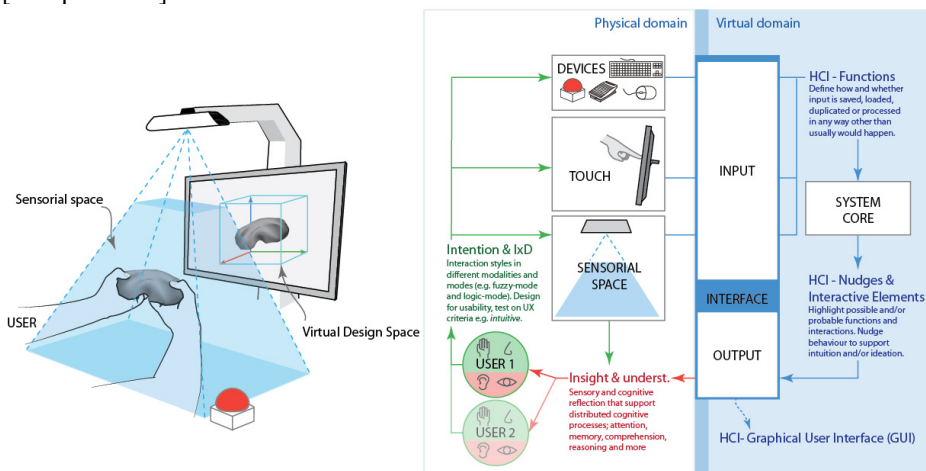 Sensorial space
USER
Virtual Design Space
Physical domain
Virtual domain
DEVICES
TOUCH
SENSORIAL
SPACE
INPUT
INTERFACE
OUTPUT
HCI - Functions
Define how and whether
input is saved, loaded,
duplicated or processed
in any way other than
usually would happen.
SYSTEM
CORE
HCI - Nudges &
Interactive Elements
Highlight possible and/or
probable functions and
interactions. Nudge
behaviour to support
intuition and/or ideation.
HCI- Graphical User Interface (GUI)
Intention & IxD
Interaction styles in
different modalities and
modes (e.g. fuzzy-mode
and logic-mode). Design
for usability, test on UX
criteria e.g. intuitive.
USER 1
USER 2
Insight & underst.
Sensory and cognitive
reflection that support
distributed cognitive
processes; attention,
memory, comprehension,
reasoning and more